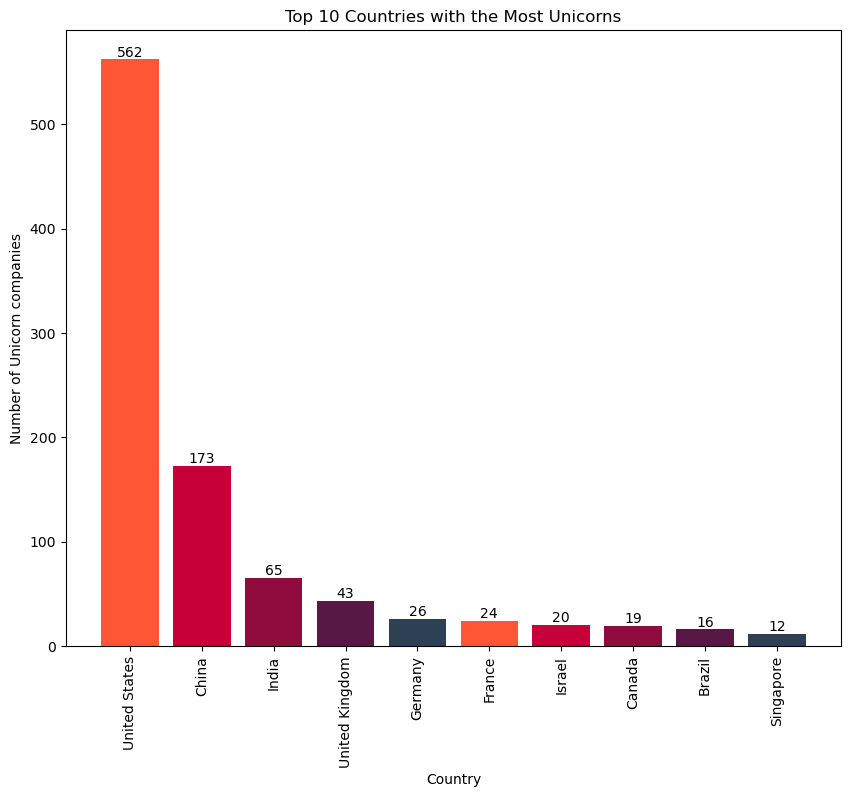 Top 10 Countries with the Most Unicorns
Number of Unicorn companies
500
400
300
200
100
0
562
173
65
43
26
24
20
19
16
12
United States
China
India
United Kingdom
Germany
France
Israel
Canada
Brazil
Singapore
Country